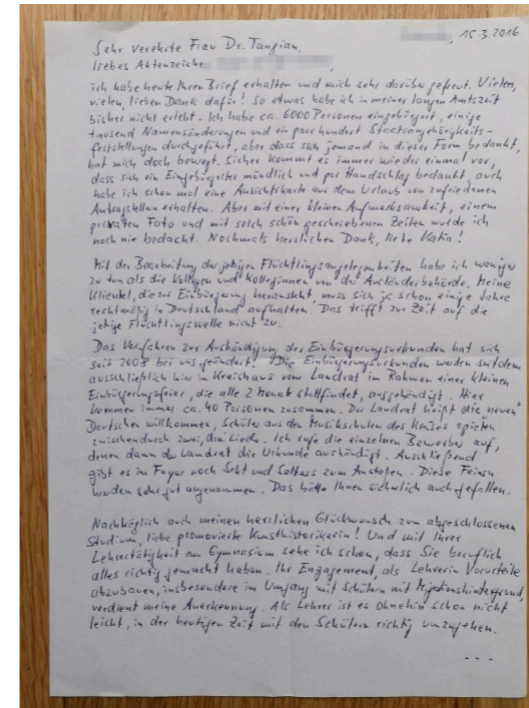 , 15.3.2016
Sehr verehrte Frau Dr. Tangian,
liebes Aktenzeichen
ich habe heute Ihren Brief erhalten und mich sehr darüber gefreut. Vielen,
vielen, lieben Dank dafür! So etwas habe ich in meiner langen Amtszeit
bisher nicht erlebt. Ich habe ca. 6000 Personen eingebürgert, einige
tausend Namensänderungen und ein paar hundert Staatsangehörigkeits-
feststellungen durchgeführt, aber dass sich jemand in dieser Form bedankt,
hat mich doch bewegt. Sicher kommt es immer wieder einmal vor,
dass sich ein Eingebürgerter mündlich und per Handschlag bedankt, auch
habe ich schon mal eine Ansichtskarte aus dem Urlaub von zufriedenen
Antragstellern erhalten. Aber mit einer kleinen Aufmerksamkeit, einem
privaten Foto und mit solch schön geschriebenen Zeilen wurde ich
noch nie bedacht. Nochmals herzlichen Dank, liebe Katia!
Mit der Bearbeitung der jetzigen Flüchtlingsangelegenheiten habe ich weniger
zu tun als die Kollegen und Kolleginnen von der Ausländerbehörde. Meine
Klientel, die zur Einbürgerung heransteht, muss sich ja schon einige Jahre
rechtmäßig in Deutschland aufhalten. Das trifft zur Zeit auf die
jetzige Flüchtlingswelle nicht zu.
Das Verfahren zur Aushändigung der Einbürgerungsurkunden hat sich
seit 2008 bei uns geändert. Die Einbürgerungsurkunden werden seitdem
ausschließlich hier im Kreishaus vom Landrat im Rahmen einer kleinen
Einbürgerungsfeier, die alle 2 Monate stattfindet, ausgehändigt. Hier
kommen immer ca. 40 Personen zusammen. Der Landrat heißt die "neuen"
Deutschen willkommen, Schüler aus den Musikschulen des Kreises spielen
zwischendurch zwei, drei Lieder. Ich rufe die einzelnen Bewerber auf,
denen dann der Landrat die Urkunde aushändigt. Anschließend
gibt es im Foyer noch Sekt und Selters zum Anstoßen. Diese Feiern
werden sehr gut angenommen. Das hätte Ihnen sicherlich auch gefallen.
Nachträglich auch meinen herzlichen Glückwunsch zum abgeschlossenen
Studium, liebe promovierte Kunsthistorikerin! Und mit Ihrer
Lehrertätigkeit am Gymnasium sehe ich schon, dass Sie beruflich
alles richtig gemacht haben. Ihr Engagement, als Lehrerin Vorurteile
abzubauen, insbesondere im Umgang mit Schülern mit Migrationshintergrund,
verdient meine Anerkennung. Als Lehrer ist es ohnehin schon nicht
leicht, in der heutigen Zeit mit den Schülern richtig umzugehen.
- - -